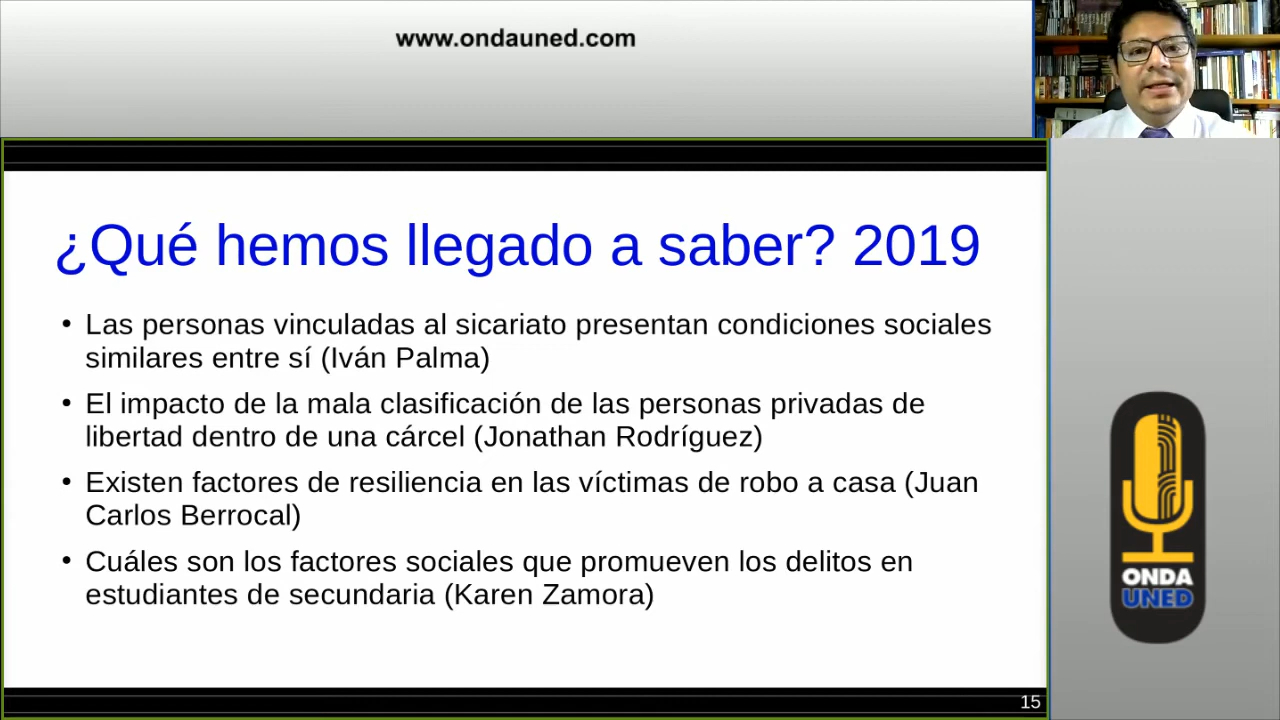 www.ondauned.com
¿Qué hemos llegado a saber? 2019
• Las personas vinculadas al sicariato presentan condiciones sociales
similares entre sí (Iván Palma)
• El impacto de la mala clasificación de las personas privadas de
libertad dentro de una cárcel (Jonathan Rodríguez)
• Existen factores de resiliencia en las víctimas de robo a casa (Juan
Carlos Berrocal)
• Cuáles son los factores sociales que promueven los delitos en
estudiantes de secundaria (Karen Zamora)
ONDA
UNED
15